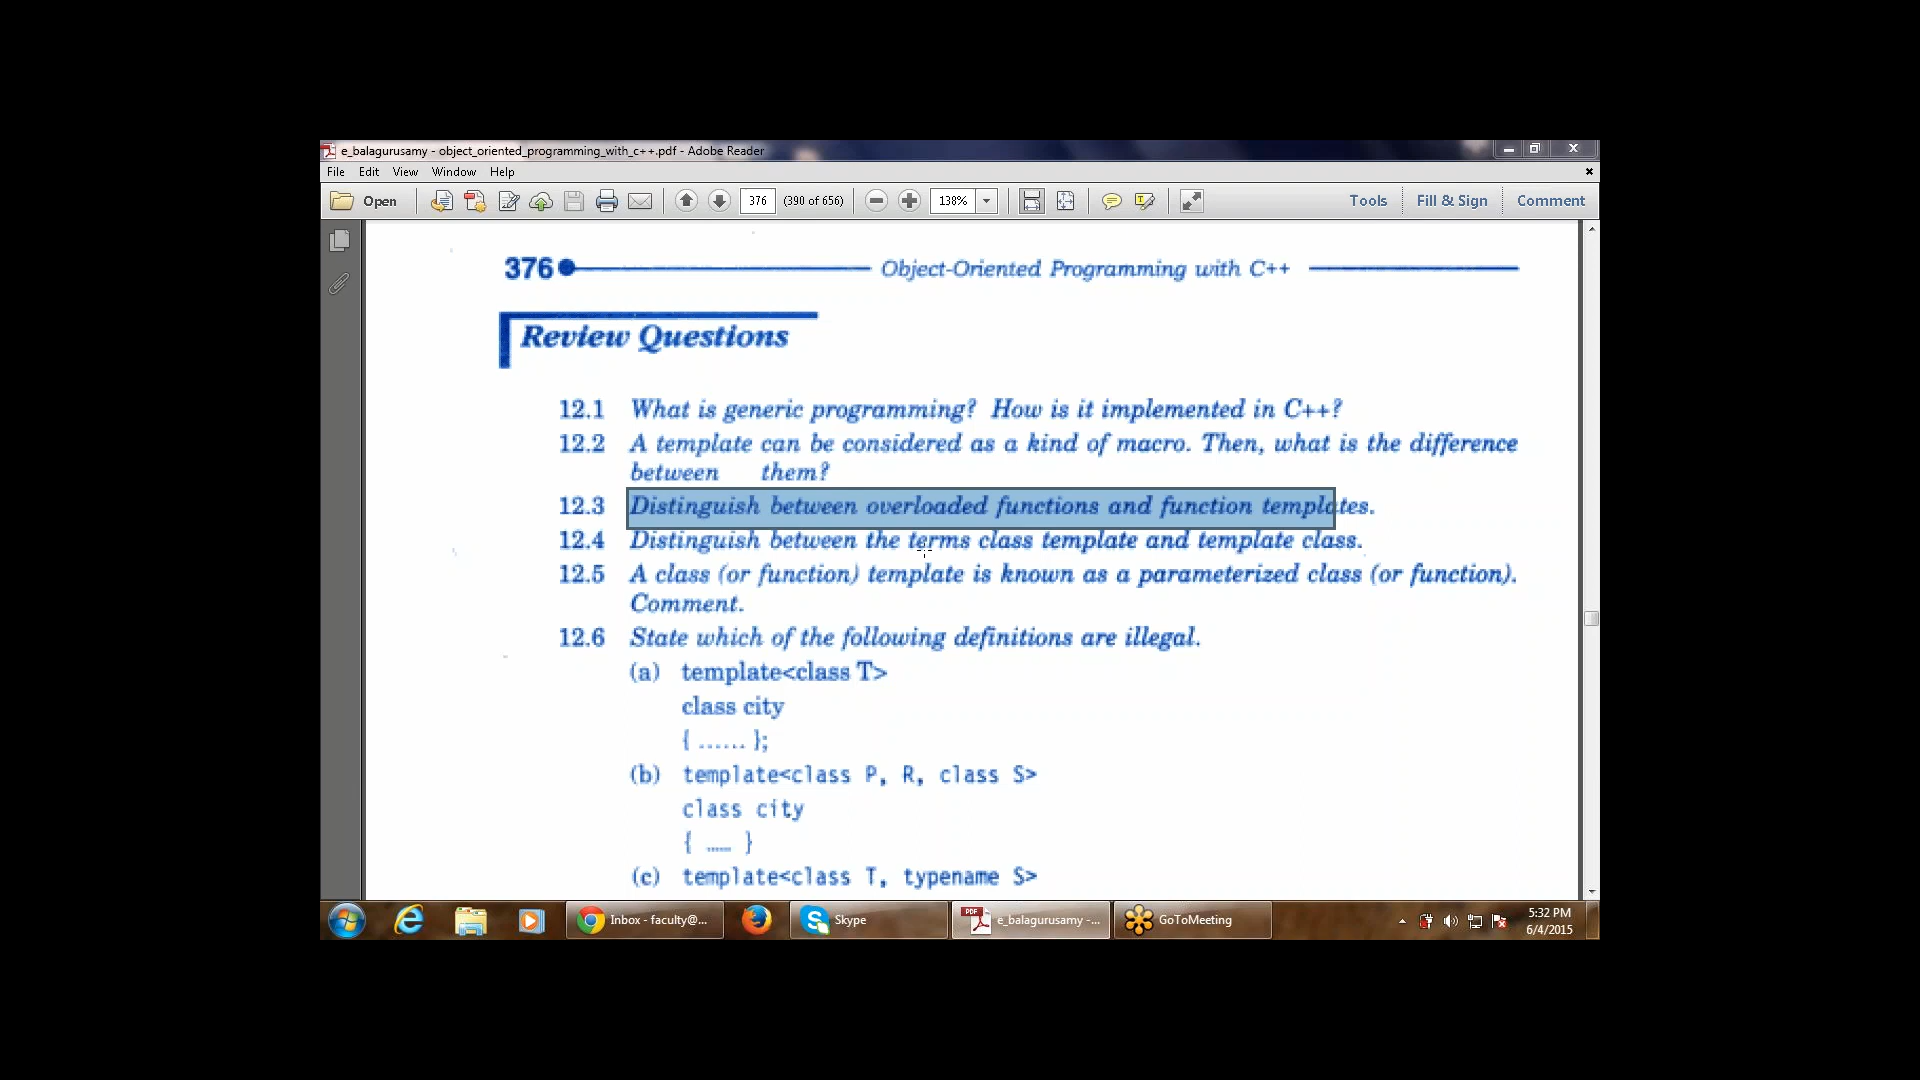 e_balagurusamy - object_oriented_programming_with_c++.pdf - Adobe Reader
File Edit View Window Help
Open 376 (390 of 656) 138% Tools Fill & Sign Comment
376 Object-Oriented Programming with C++
Review Questions
12.1 What is generic programming? How is it implemented in C++?
12.2 A template can be considered as a kind of macro. Then, what is the difference
between them?
12.3 Distinguish between overloaded functions and function templates.
12.4 Distinguish between the terms class template and template class.
12.5 A class (or function) template is known as a parameterized class (or function).
Comment.
12.6 State which of the following definitions are illegal.
(a) template<class T>
class city
{ ...... };
(b) template<class P, R, class S>
class city
{ ...... }
(c) template<class T, typename S>
Inbox - faculty@... Skype e_balagurusamy -... GoToMeeting 5:32 PM
6/4/2015